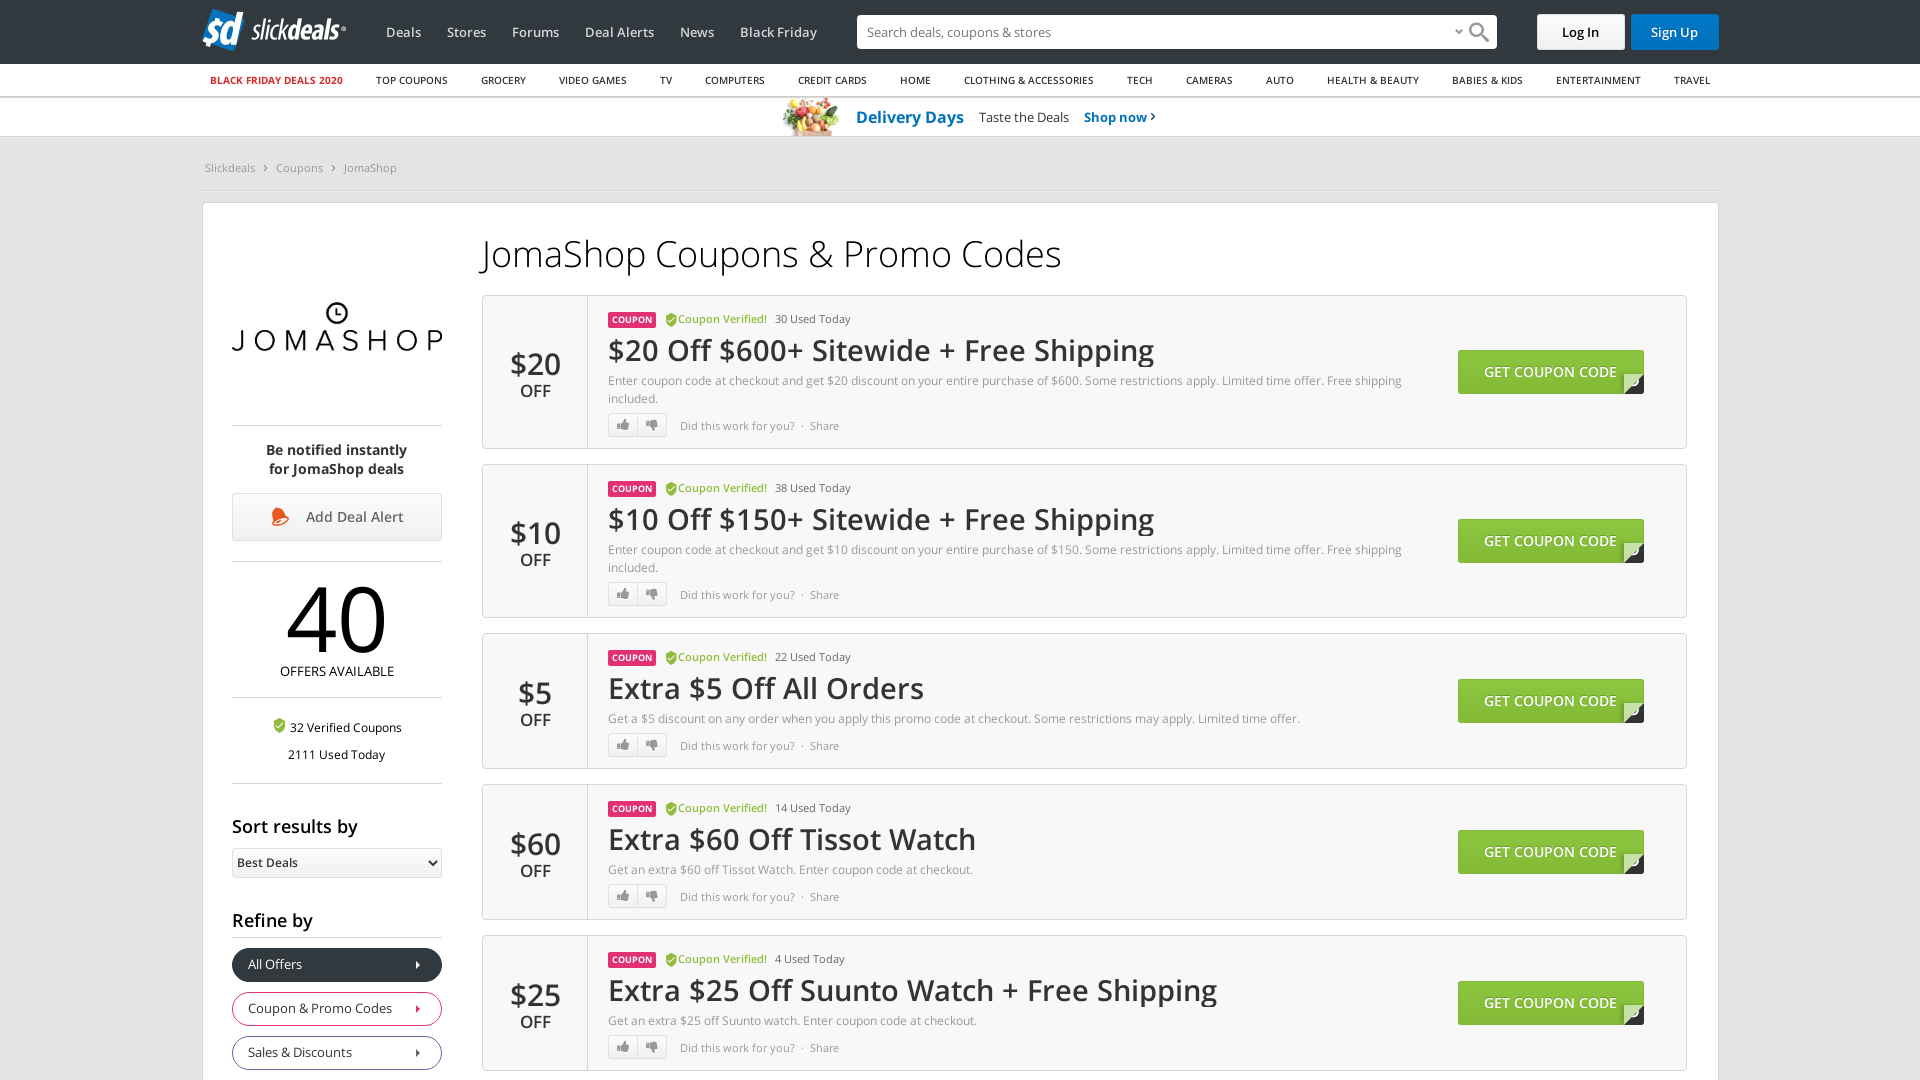 sd slickdeals
Deals
Stores
Forums
Deal Alerts
News
Black Friday
Search deals, coupons & stores
Log In
Sign Up
BLACK FRIDAY DEALS 2020
TOP COUPONS
GROCERY
VIDEO GAMES
TV
COMPUTERS
CREDIT CARDS
HOME
CLOTHING & ACCESSORIES
TECH
CAMERAS
AUTO
HEALTH & BEAUTY
BABIES & KIDS
ENTERTAINMENT
TRAVEL
Delivery Days Taste the Deals Shop now
Slickdeals > Coupons > JomaShop
JOMASHOP
Be notified instantly
for JomaShop deals
Add Deal Alert
40
OFFERS AVAILABLE
32 Verified Coupons
2111 Used Today
Sort results by
Best Deals
Refine by
All Offers
Coupon & Promo Codes
Sales & Discounts
JomaShop Coupons & Promo Codes
$20
OFF
COUPON Coupon Verified! 30 Used Today
$20 Off $600+ Sitewide + Free Shipping
Enter coupon code at checkout and get $20 discount on your entire purchase of $600. Some restrictions apply. Limited time offer. Free shipping
included.
Did this work for you? · Share
GET COUPON CODE
$10
OFF
COUPON Coupon Verified! 38 Used Today
$10 Off $150+ Sitewide + Free Shipping
Enter coupon code at checkout and get $10 discount on your entire purchase of $150. Some restrictions apply. Limited time offer. Free shipping
included.
Did this work for you? · Share
GET COUPON CODE
$5
OFF
COUPON Coupon Verified! 22 Used Today
Extra $5 Off All Orders
Get a $5 discount on any order when you apply this promo code at checkout. Some restrictions may apply. Limited time offer.
Did this work for you? · Share
GET COUPON CODE
$60
OFF
COUPON Coupon Verified! 14 Used Today
Extra $60 Off Tissot Watch
Get an extra $60 off Tissot Watch. Enter coupon code at checkout.
Did this work for you? · Share
GET COUPON CODE
$25
OFF
COUPON Coupon Verified! 4 Used Today
Extra $25 Off Suunto Watch + Free Shipping
Get an extra $25 off Suunto watch. Enter coupon code at checkout.
Did this work for you? · Share
GET COUPON CODE